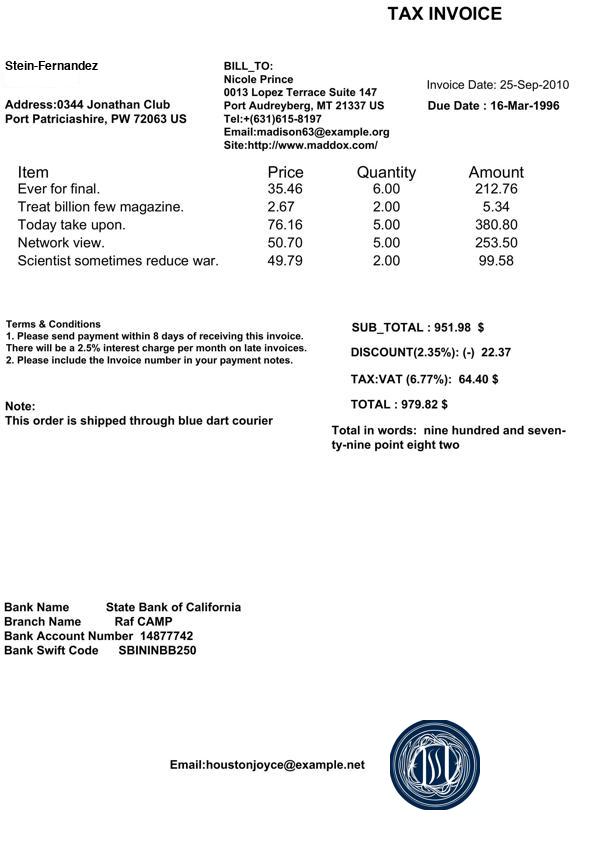 TAX INVOICE
Stein-Fernandez
Address:0344 Jonathan Club
Port Patriciashire, PW 72063 US
BILL_TO:
Nicole Prince
0013 Lopez Terrace Suite 147
Port Audreyberg, MT 21337 US
Tel:+(631)615-8197
Email:madison63@example.org
Site:http://www.maddox.com/
Invoice Date: 25-Sep-2010
Due Date : 16-Mar-1996
Item Price Quantity Amount
Ever for final. 35.46 6.00 212.76
Treat billion few magazine. 2.67 2.00 5.34
Today take upon. 76.16 5.00 380.80
Network view. 50.70 5.00 253.50
Scientist sometimes reduce war. 49.79 2.00 99.58
Terms & Conditions
1. Please send payment within 8 days of receiving this invoice.
There will be a 2.5% interest charge per month on late invoices.
2. Please include the Invoice number in your payment notes.
Note:
This order is shipped through blue dart courier
SUB_TOTAL : 951.98 $
DISCOUNT(2.35%): (-) 22.37
TAX:VAT (6.77%): 64.40 $
TOTAL : 979.82 $
Total in words: nine hundred and seven-
ty-nine point eight two
Bank Name State Bank of California
Branch Name Raf CAMP
Bank Account Number 14877742
Bank Swift Code SBININBB250
Email:houstonjoyce@example.net